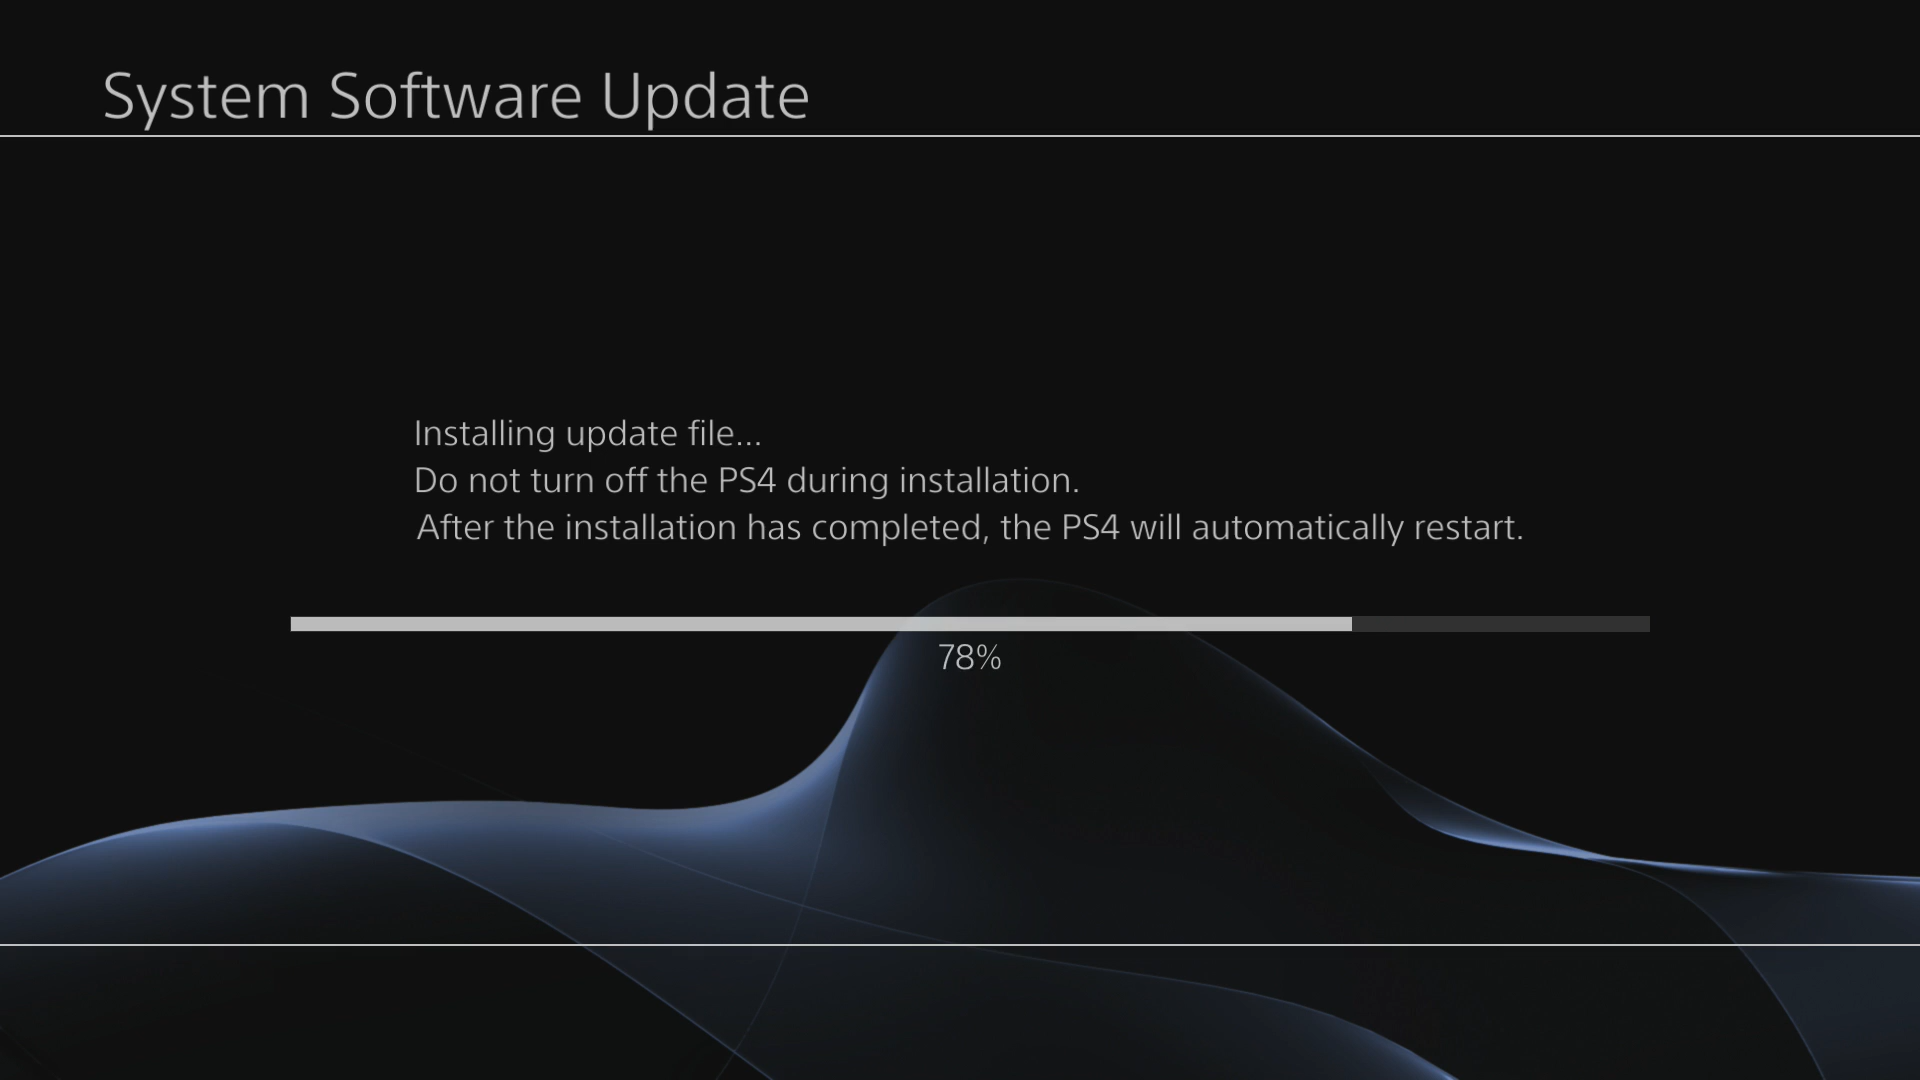 System Software Update
Installing update file...
Do not turn off the PS4 during installation.
After the installation has completed, the PS4 will automatically restart.
78%